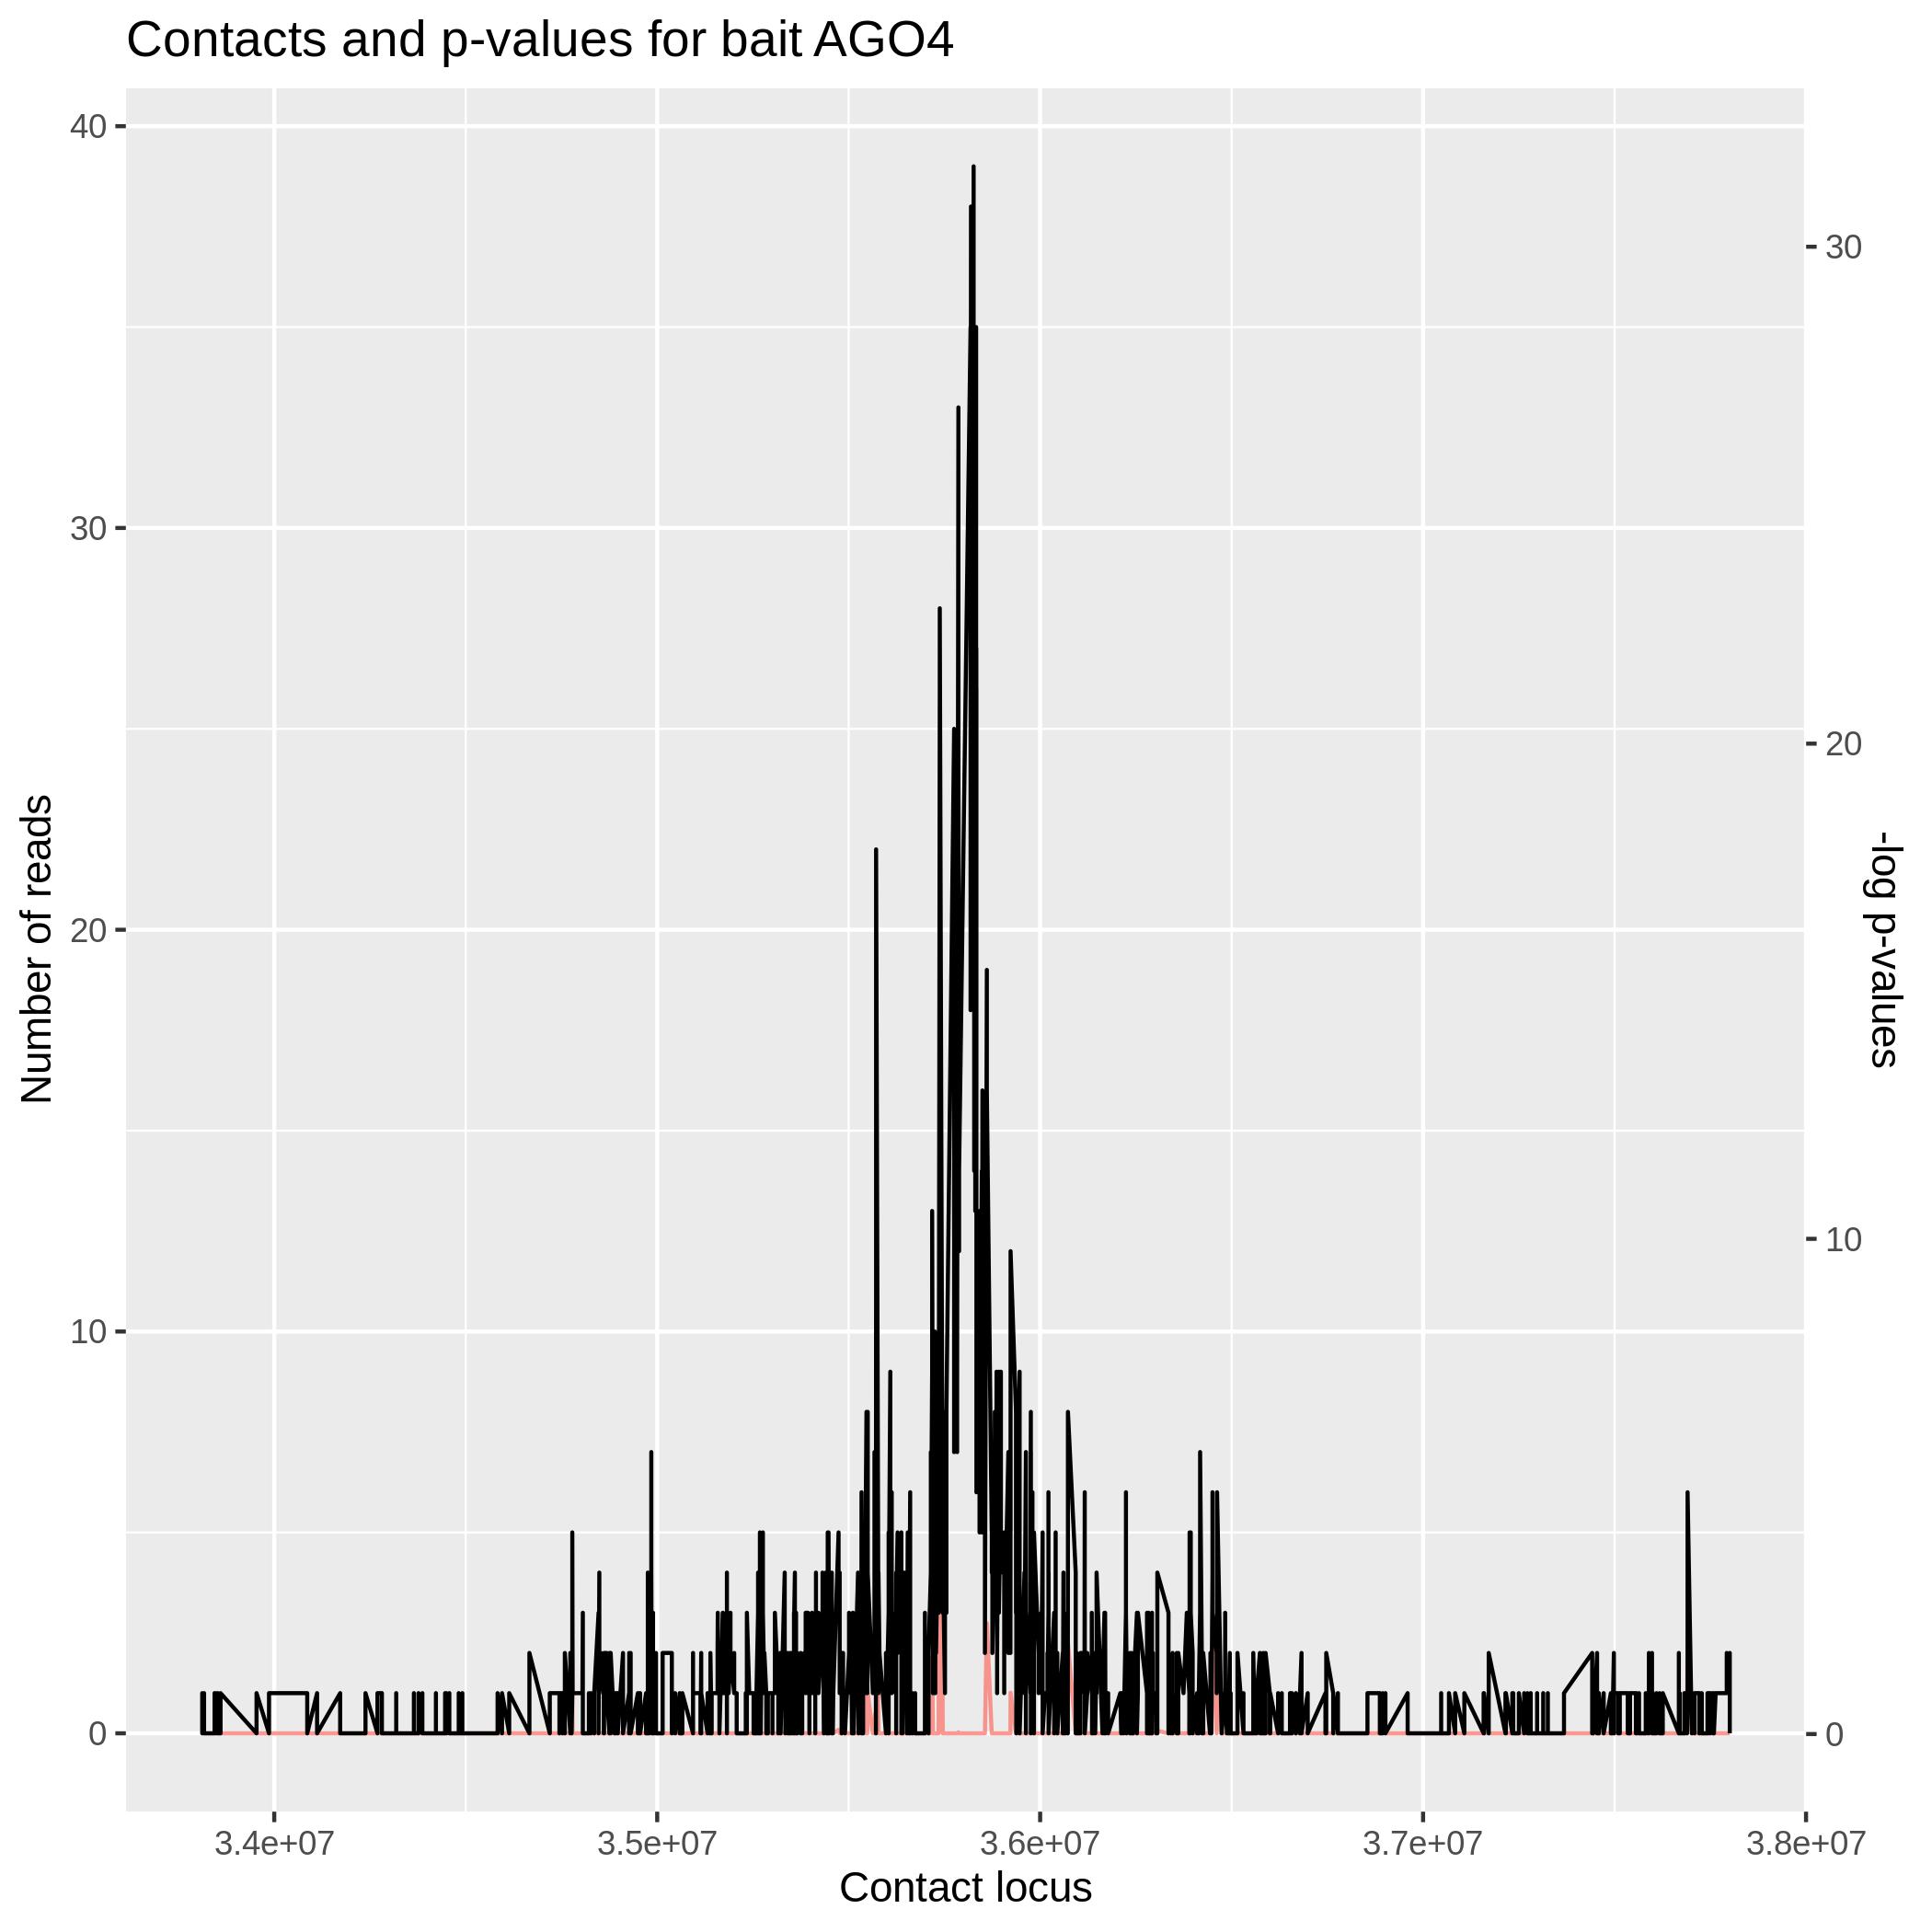 Contacts and p-values for bait AGO4
40
30
20
10
0
Number of reads
30
20
10
0
-log p-values
3.4e+07
3.5e+07
3.6e+07
3.7e+07
3.8e+07
Contact locus